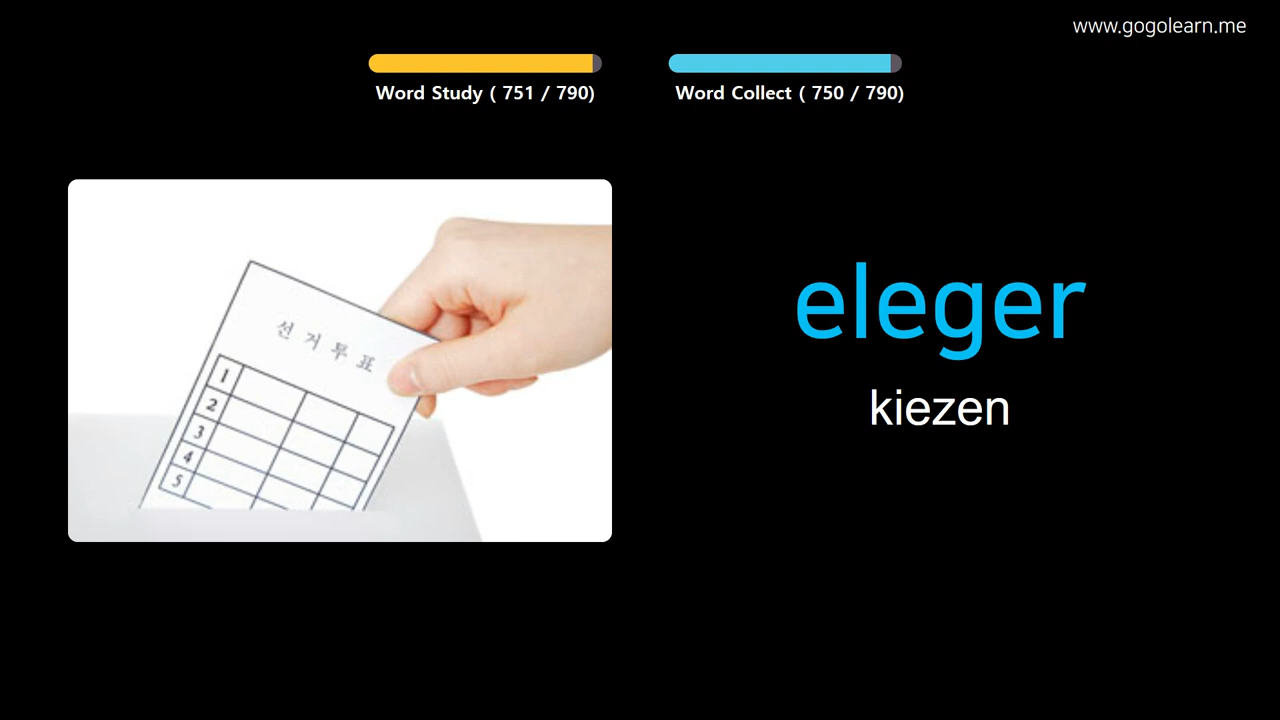 www.gogolearn.me
Word Study ( 751 / 790)
Word Collect ( 750 / 790)
선거투표
1
2
3
4
5
eleger
kiezen